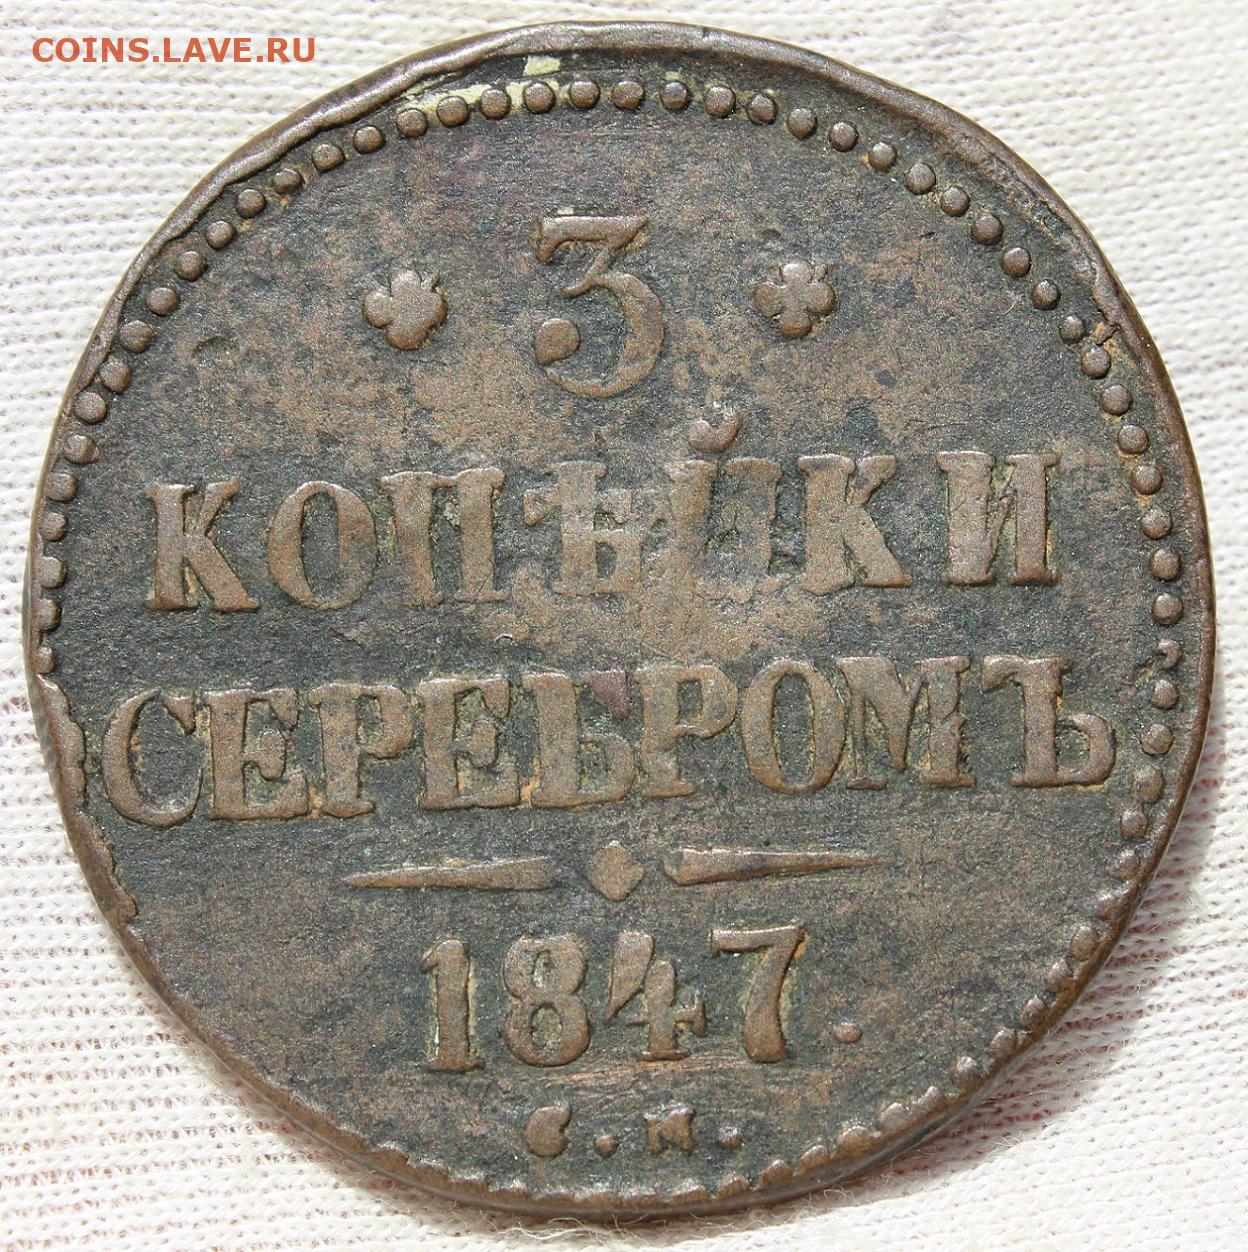 COINS.LAVE.RU
3
КОПѢЙКИ
СЕРЕБРОМЪ
1847.
С.М.